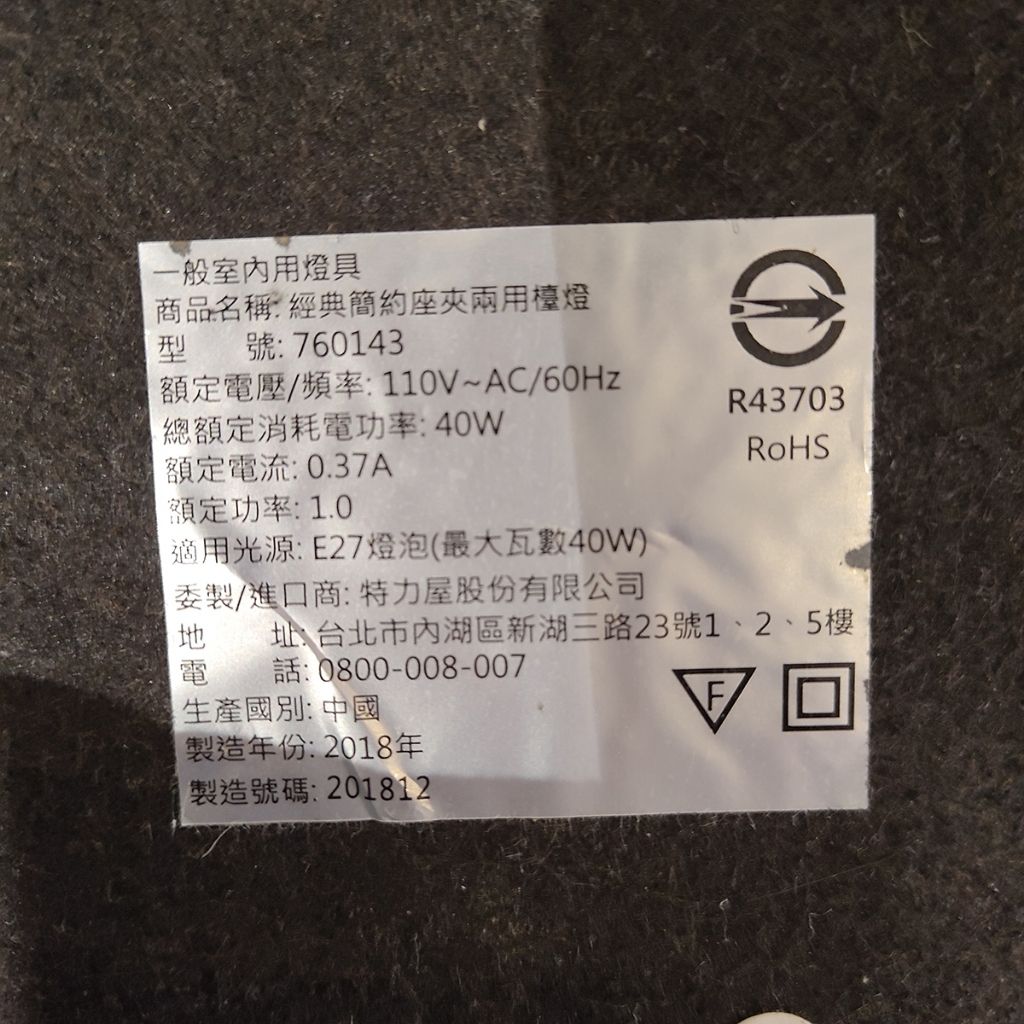 一般室內用燈具
商品名稱: 經典簡約座夾兩用檯燈
型 號: 760143
額定電壓/頻率: 110V~AC/60Hz
總額定消耗電功率: 40W
額定電流: 0.37A
額定功率: 1.0
適用光源: E27燈泡(最大瓦數40W)
委製/進口商: 特力屋股份有限公司
地 址: 台北市內湖區新湖三路23號1、2、5樓
電 話: 0800-008-007
生產國別: 中國
製造年份: 2018年
製造號碼: 201812
R43703
RoHS
F